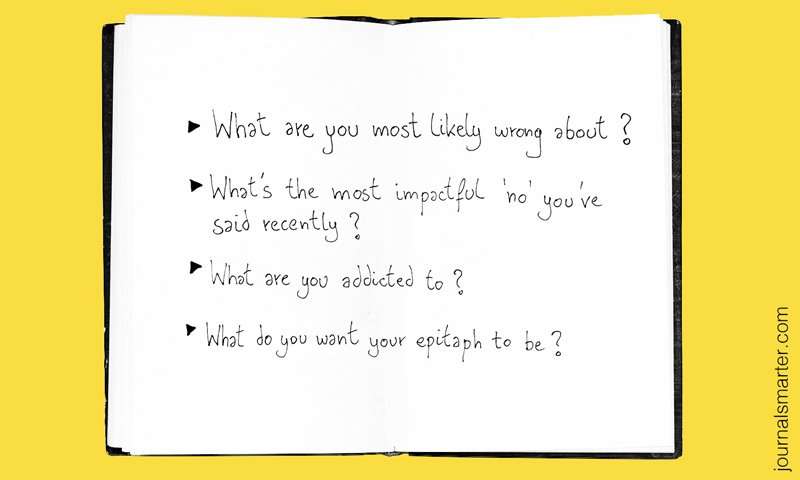 ► What are you most likely wrong about ?
► What's the most impactful 'no' you've
said recently ?
► What are you addicted to ?
► What do you want your epitaph to be ?
journalsmarter.com